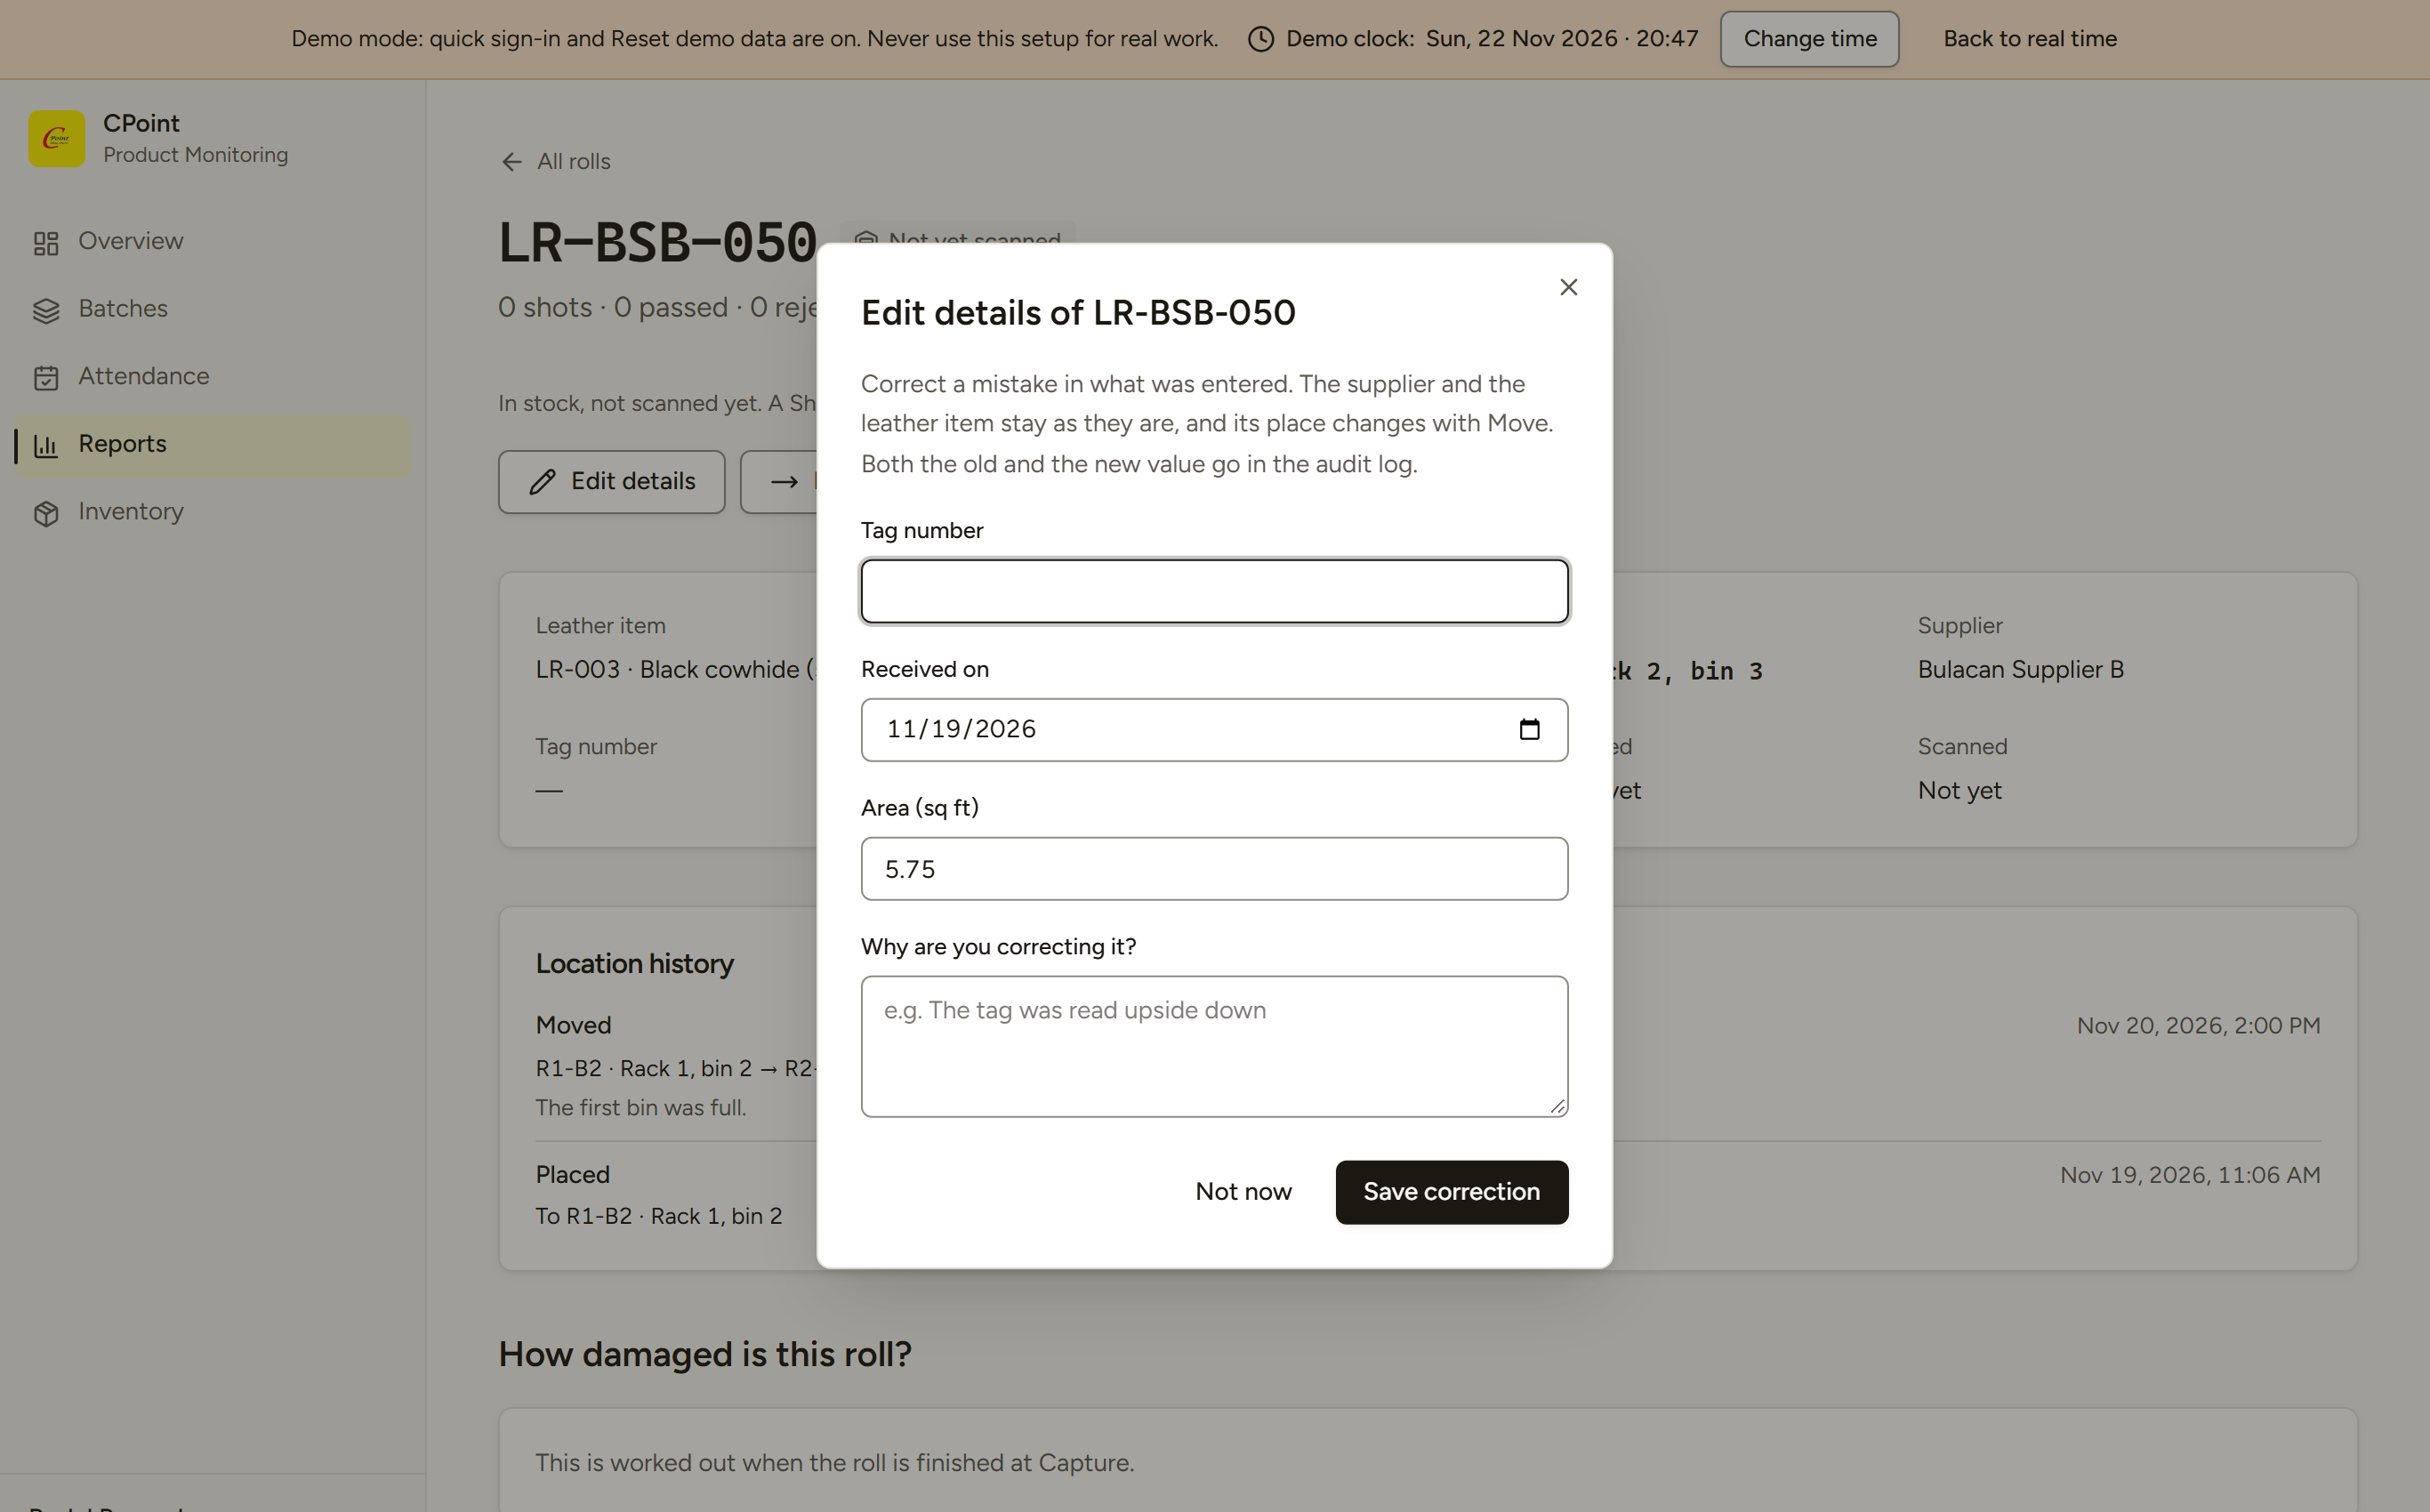 Demo mode: quick sign-in and Reset demo data are on. Never use this setup for real work.
Demo clock: Sun, 22 Nov 2026 · 20:47
Change time
Back to real time
CPoint
Product Monitoring
Overview
Batches
Attendance
Reports
Inventory
All rolls
LR-BSB-050
Not yet scanned
0 shots · 0 passed · 0 reje
In stock, not scanned yet. A Sh
Edit details
Leather item
LR-003 · Black cowhide (
Tag number
—
k 2, bin 3
Supplier
Bulacan Supplier B
ed
yet
Scanned
Not yet
Location history
Moved
Nov 20, 2026, 2:00 PM
R1-B2 · Rack 1, bin 2 → R2-
The first bin was full.
Placed
Nov 19, 2026, 11:06 AM
To R1-B2 · Rack 1, bin 2
How damaged is this roll?
This is worked out when the roll is finished at Capture.
Edit details of LR-BSB-050
Correct a mistake in what was entered. The supplier and the
leather item stay as they are, and its place changes with Move.
Both the old and the new value go in the audit log.
Tag number
Received on
11/19/2026
Area (sq ft)
5.75
Why are you correcting it?
e.g. The tag was read upside down
Not now
Save correction